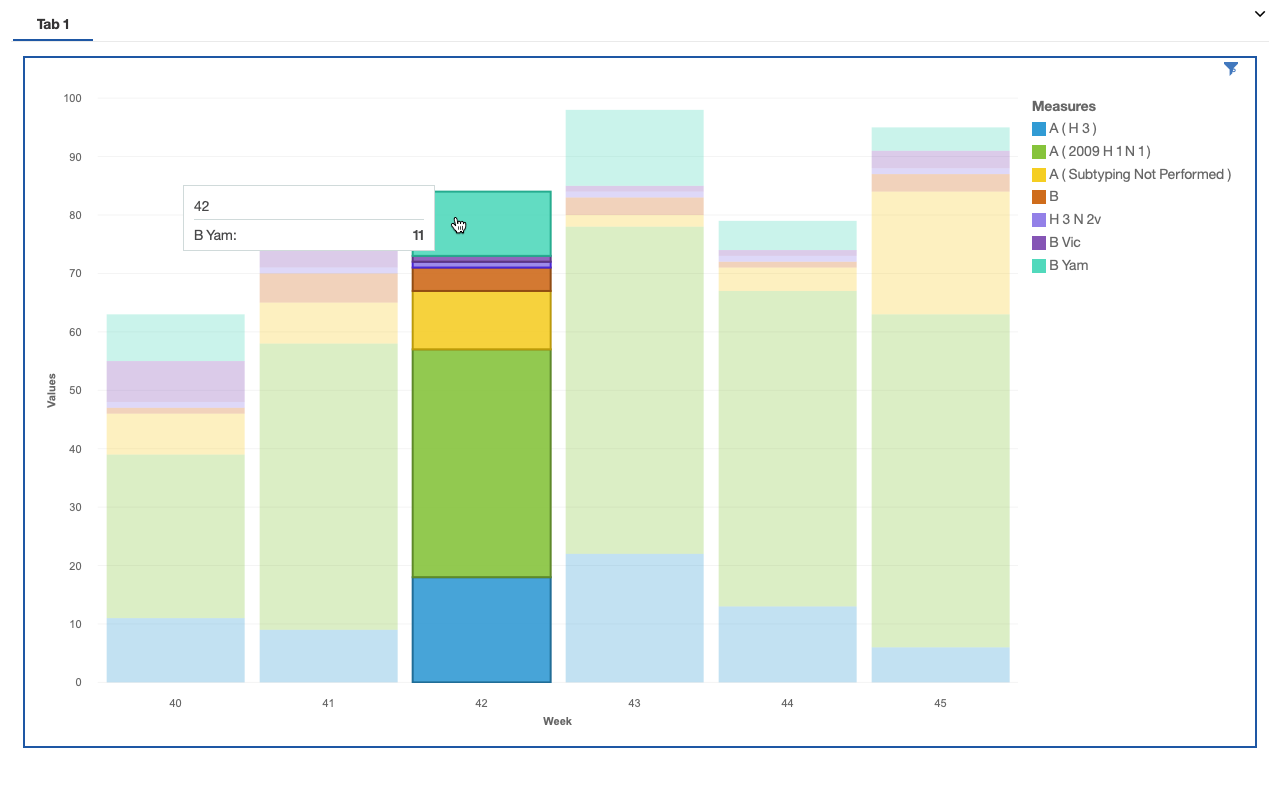 Tab 1
100
90
80
70
60
50
40
30
20
10
0
Values
42
B Yam: 11
40 41 42 43 44 45
Week
Measures
A ( H 3 )
A ( 2009 H 1 N 1 )
A ( Subtyping Not Performed )
B
H 3 N 2v
B Vic
B Yam